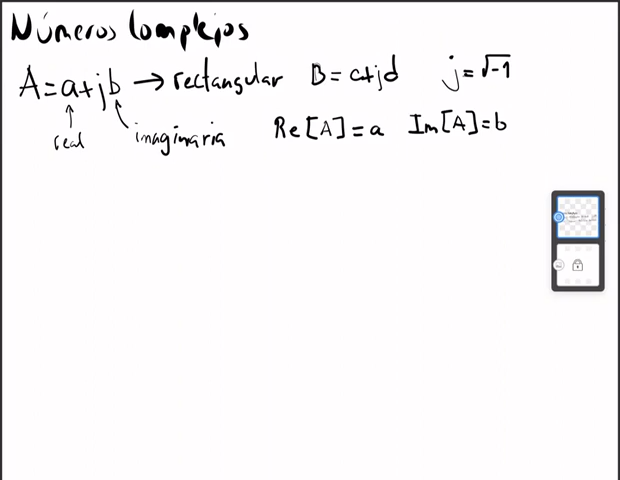 Números Complejos
A = a + jb → rectangular B = c + jd j = √-1
real imaginaria Re[A] = a Im[A] = b